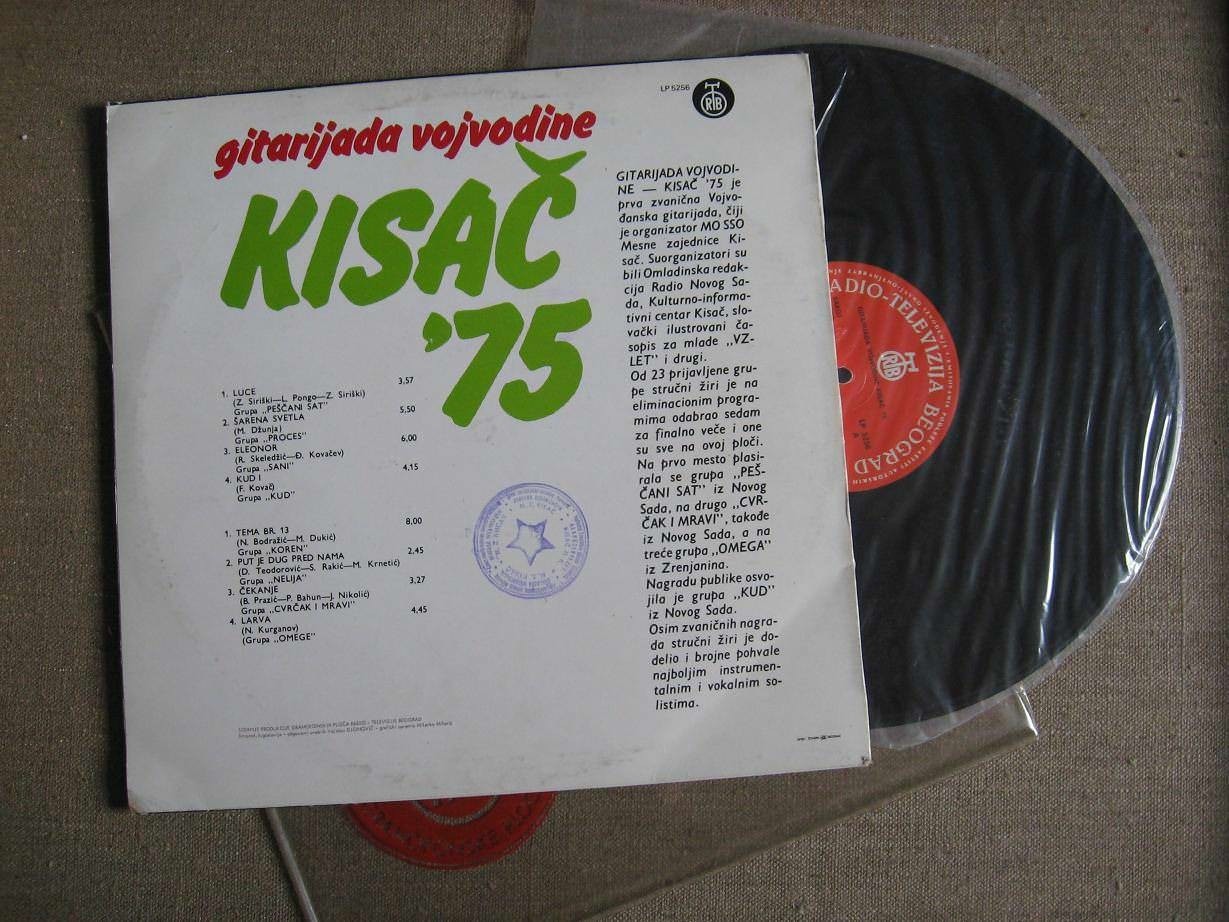 LP 5256
RTB
gitarijada vojvodine
KISAČ
'75
3,57
1. LUCE
(Z. Siriški—L. Pongo—Z. Siriški)
Grupa „PEŠČANI SAT"
5,50
2. ŠARENA SVETLA
(M. Džunja)
Grupa „PROCES"
6,00
3. ELEONOR
(R. Skeledžić—Đ. Kovačev)
Grupa „SANI"
4,15
4. KUD I
(F. Kovač)
Grupa „KUD"
8,00
1. TEMA BR. 13
(N. Bodražić—M. Dukić)
Grupa „KOREN"
2,45
2. PUT JE DUG PRED NAMA
(D. Teodorović—S. Rakić—M. Krnetić)
Grupa „NELIJA"
3,27
3. ČEKANJE
(B. Prazić—P. Bahun—J. Nikolić)
Grupa „CVRČAK I MRAVI"
4,45
4. LARVA
(N. Kurganov)
(Grupa „OMEGE"
GITARIJADA VOJVODI-
NE — KISAČ '75 je
prva zvanična Vojvo-
đanska gitarijada, čiji
je organizator MO SSO
Mesne zajednice Ki-
sač. Suorganizatori su
bili Omladinska redak-
cija Radio Novog Sa-
da, Kulturno-informa-
tivni centar Kisač, slo-
vački ilustrovani ča-
sopis za mlade „VZ-
LET" i drugi.
Od 23 prijavljene gru-
pe stručni žiri je na
eliminacionim progra-
mima odabrao sedam
za finalno veče i one
su sve na ovoj ploči.
Na prvo mesto plasi-
rala se grupa „PEŠ-
ČANI SAT" iz Novog
Sada, na drugo „CVR-
ČAK I MRAVI", takođe
iz Novog Sada, a na
treće grupa „OMEGA"
iz Zrenjanina.
Nagradu publike osvo-
jila je grupa „KUD"
iz Novog Sada.
Osim zvaničnih nagra-
da stručni žiri je do-
delio i brojne pohvale
najboljim instrumen-
talnim i vokalnim so-
listima.
RADIO-TELEVIZIJA BEOGRAD
RTB
LP 5256
A